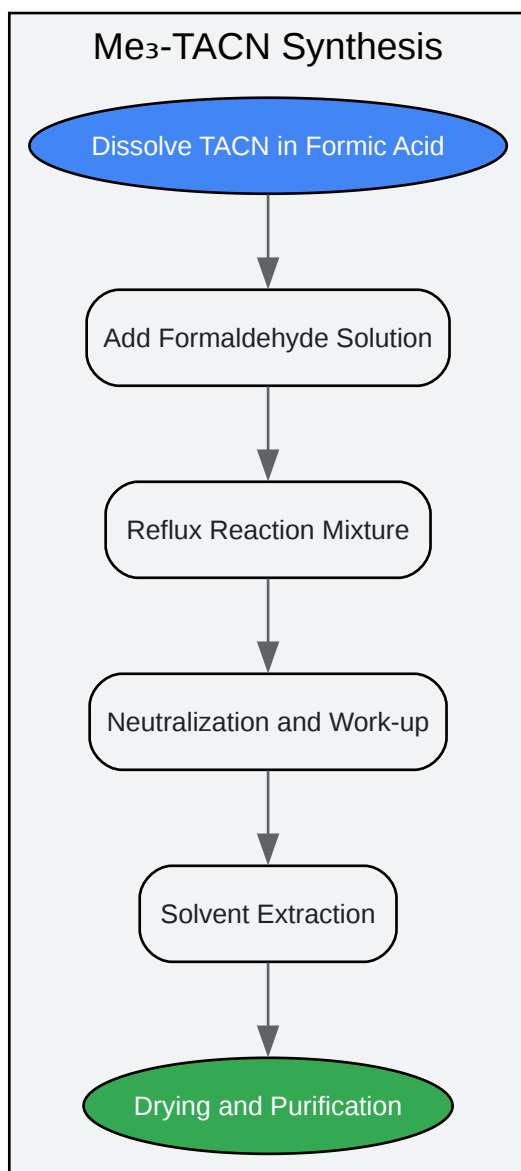 Me₃-TACN Synthesis
Dissolve TACN in Formic Acid
Add Formaldehyde Solution
Reflux Reaction Mixture
Neutralization and Work-up
Solvent Extraction
Drying and Purification